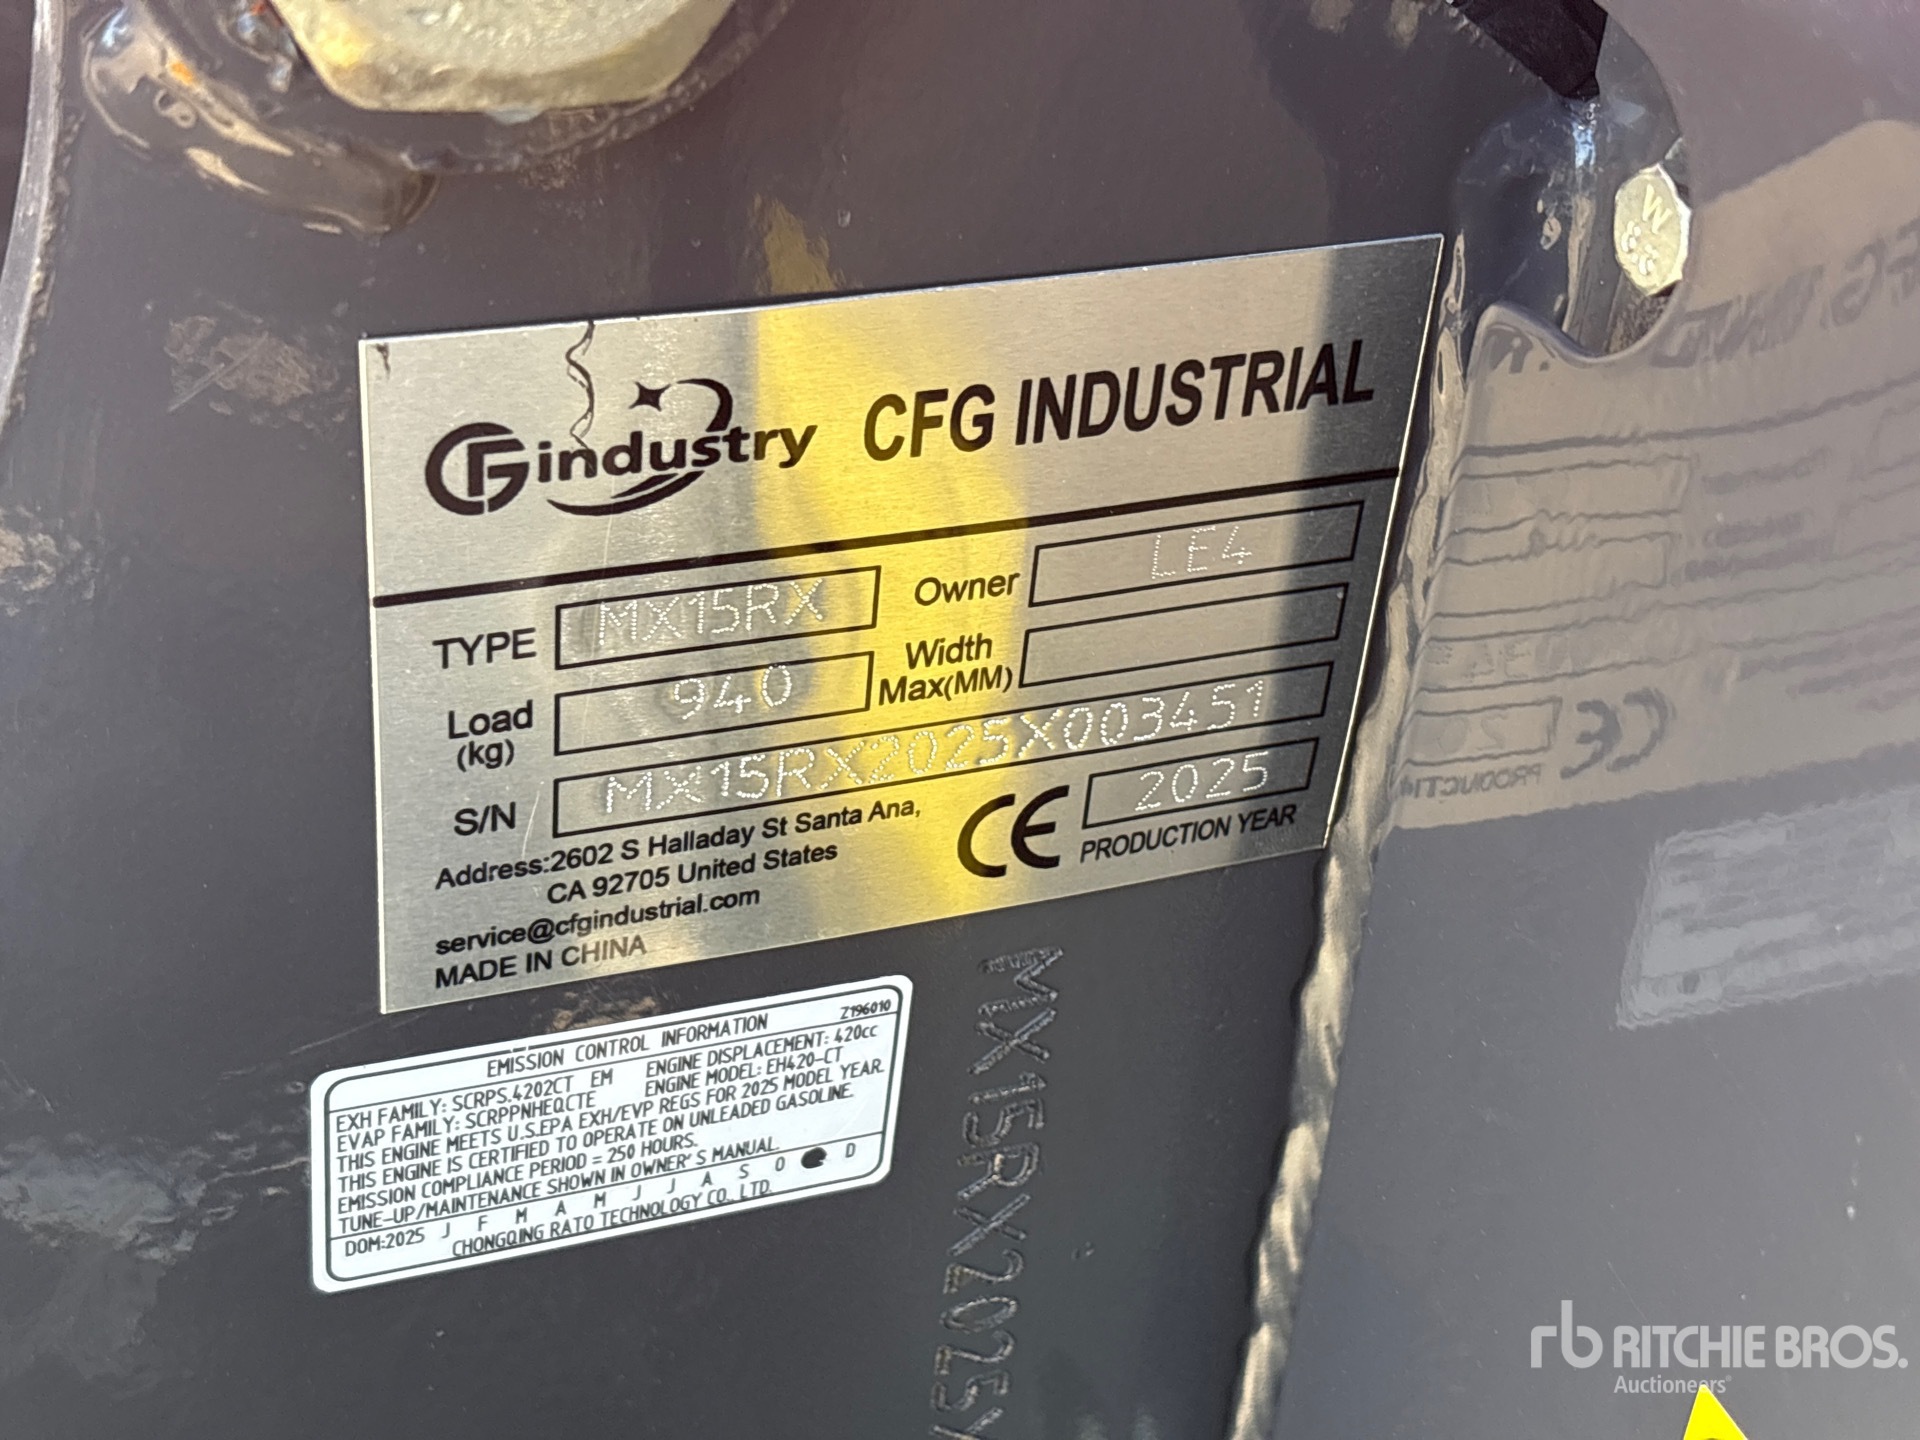 CFG industry CFG INDUSTRIAL
TYPE MX15RX Owner LE4
Load (kg) 940 Width Max(MM)
S/N MX15RX2025X003451
Address:2602 S Halladay St Santa Ana,
CA 92705 United States
service@cfgindustrial.com
MADE IN CHINA
CE 2025
PRODUCTION YEAR
EMISSION CONTROL INFORMATION Z196010
EXH FAMILY: SCRPS.4202CT EM ENGINE DISPLACEMENT: 420cc
EVAP FAMILY: SCRPPNHEQCTE ENGINE MODEL: EH420-CT
THIS ENGINE MEETS U.S.EPA EXH/EVP REGS FOR 2025 MODEL YEAR.
THIS ENGINE IS CERTIFIED TO OPERATE ON UNLEADED GASOLINE.
EMISSION COMPLIANCE PERIOD = 250 HOURS.
TUNE-UP/MAINTENANCE SHOWN IN OWNER'S MANUAL.
DOM:2025 J F M A M J J A S O D
CHONGQING RATO TECHNOLOGY CO., LTD.
MX15RX2025X
W
rb RITCHIE BROS.
Auctioneers